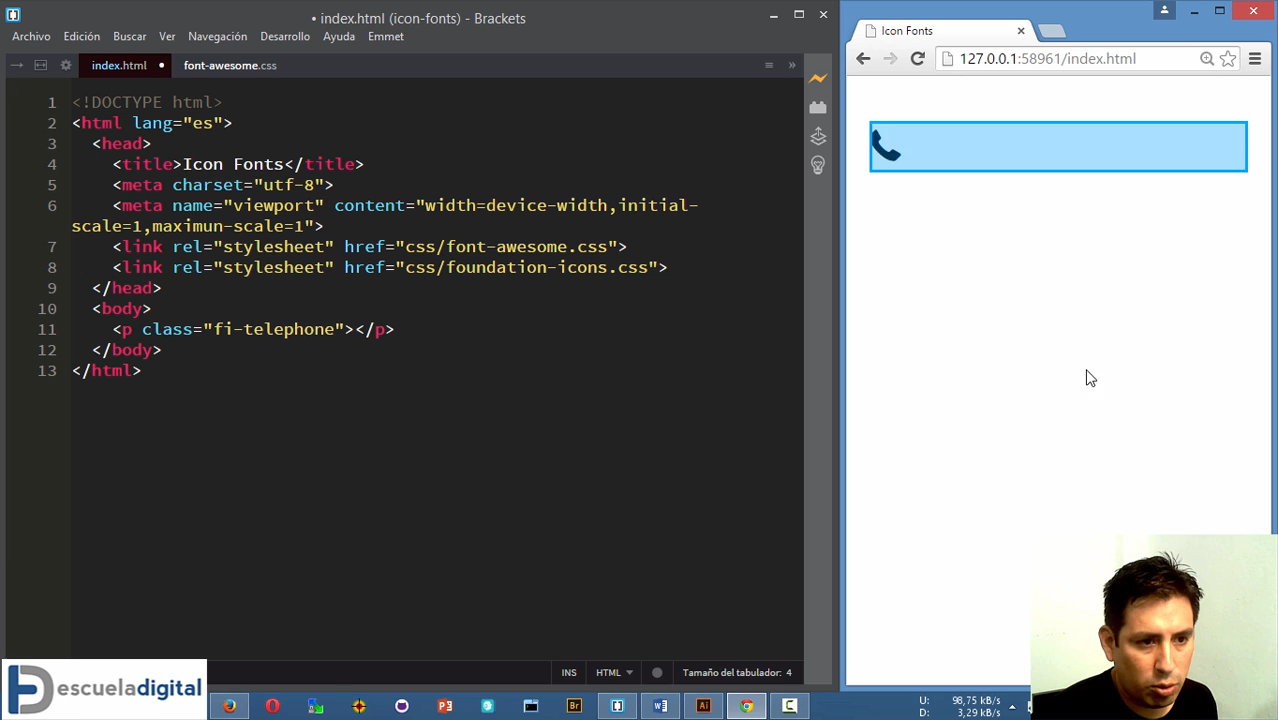 • index.html (icon-fonts) - Brackets
Archivo Edición Buscar Ver Navegación Desarrollo Ayuda Emmet
index.html • font-awesome.css
1 <!DOCTYPE html>
2 <html lang="es">
3 <head>
4 <title>Icon Fonts</title>
5 <meta charset="utf-8">
6 <meta name="viewport" content="width=device-width,initial-
scale=1,maximun-scale=1">
7 <link rel="stylesheet" href="css/font-awesome.css">
8 <link rel="stylesheet" href="css/foundation-icons.css">
9 </head>
10 <body>
11 <p class="fi-telephone"></p>
12 </body>
13 </html>
INS HTML Tamaño del tabulador: 4
Icon Fonts
127.0.0.1:58961/index.html
escueladigital
Br
Ai
U: 98,75 kB/s
D: 3,29 kB/s